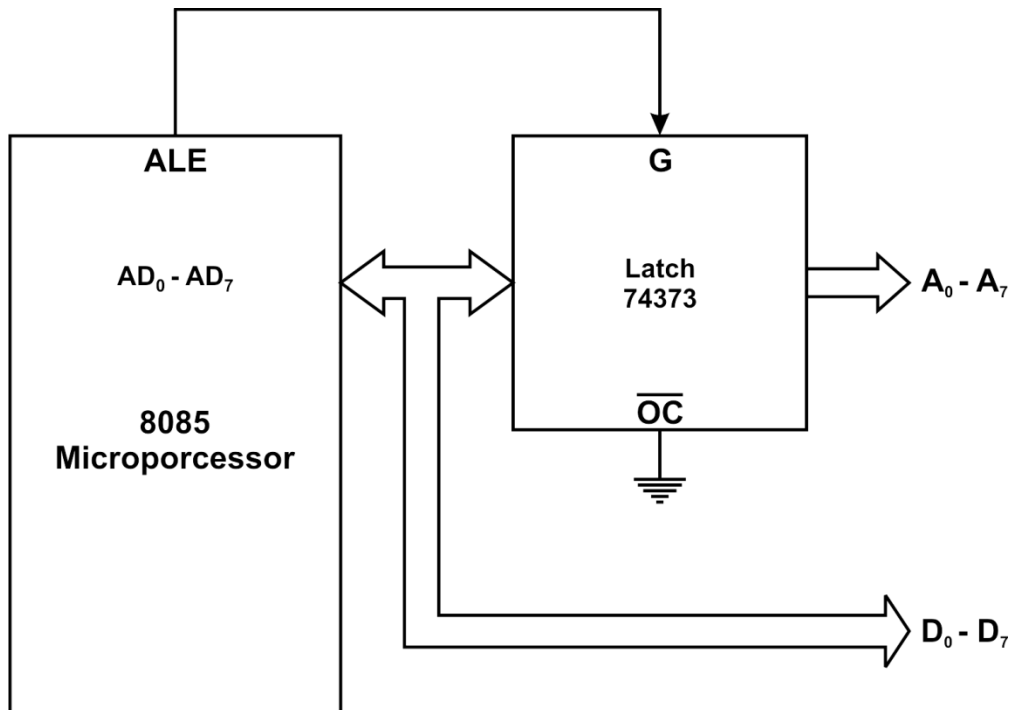 ALE
G
AD₀ - AD₇
Latch
74373
A₀ - A₇
OC
8085
Microporcessor
D₀ - D₇